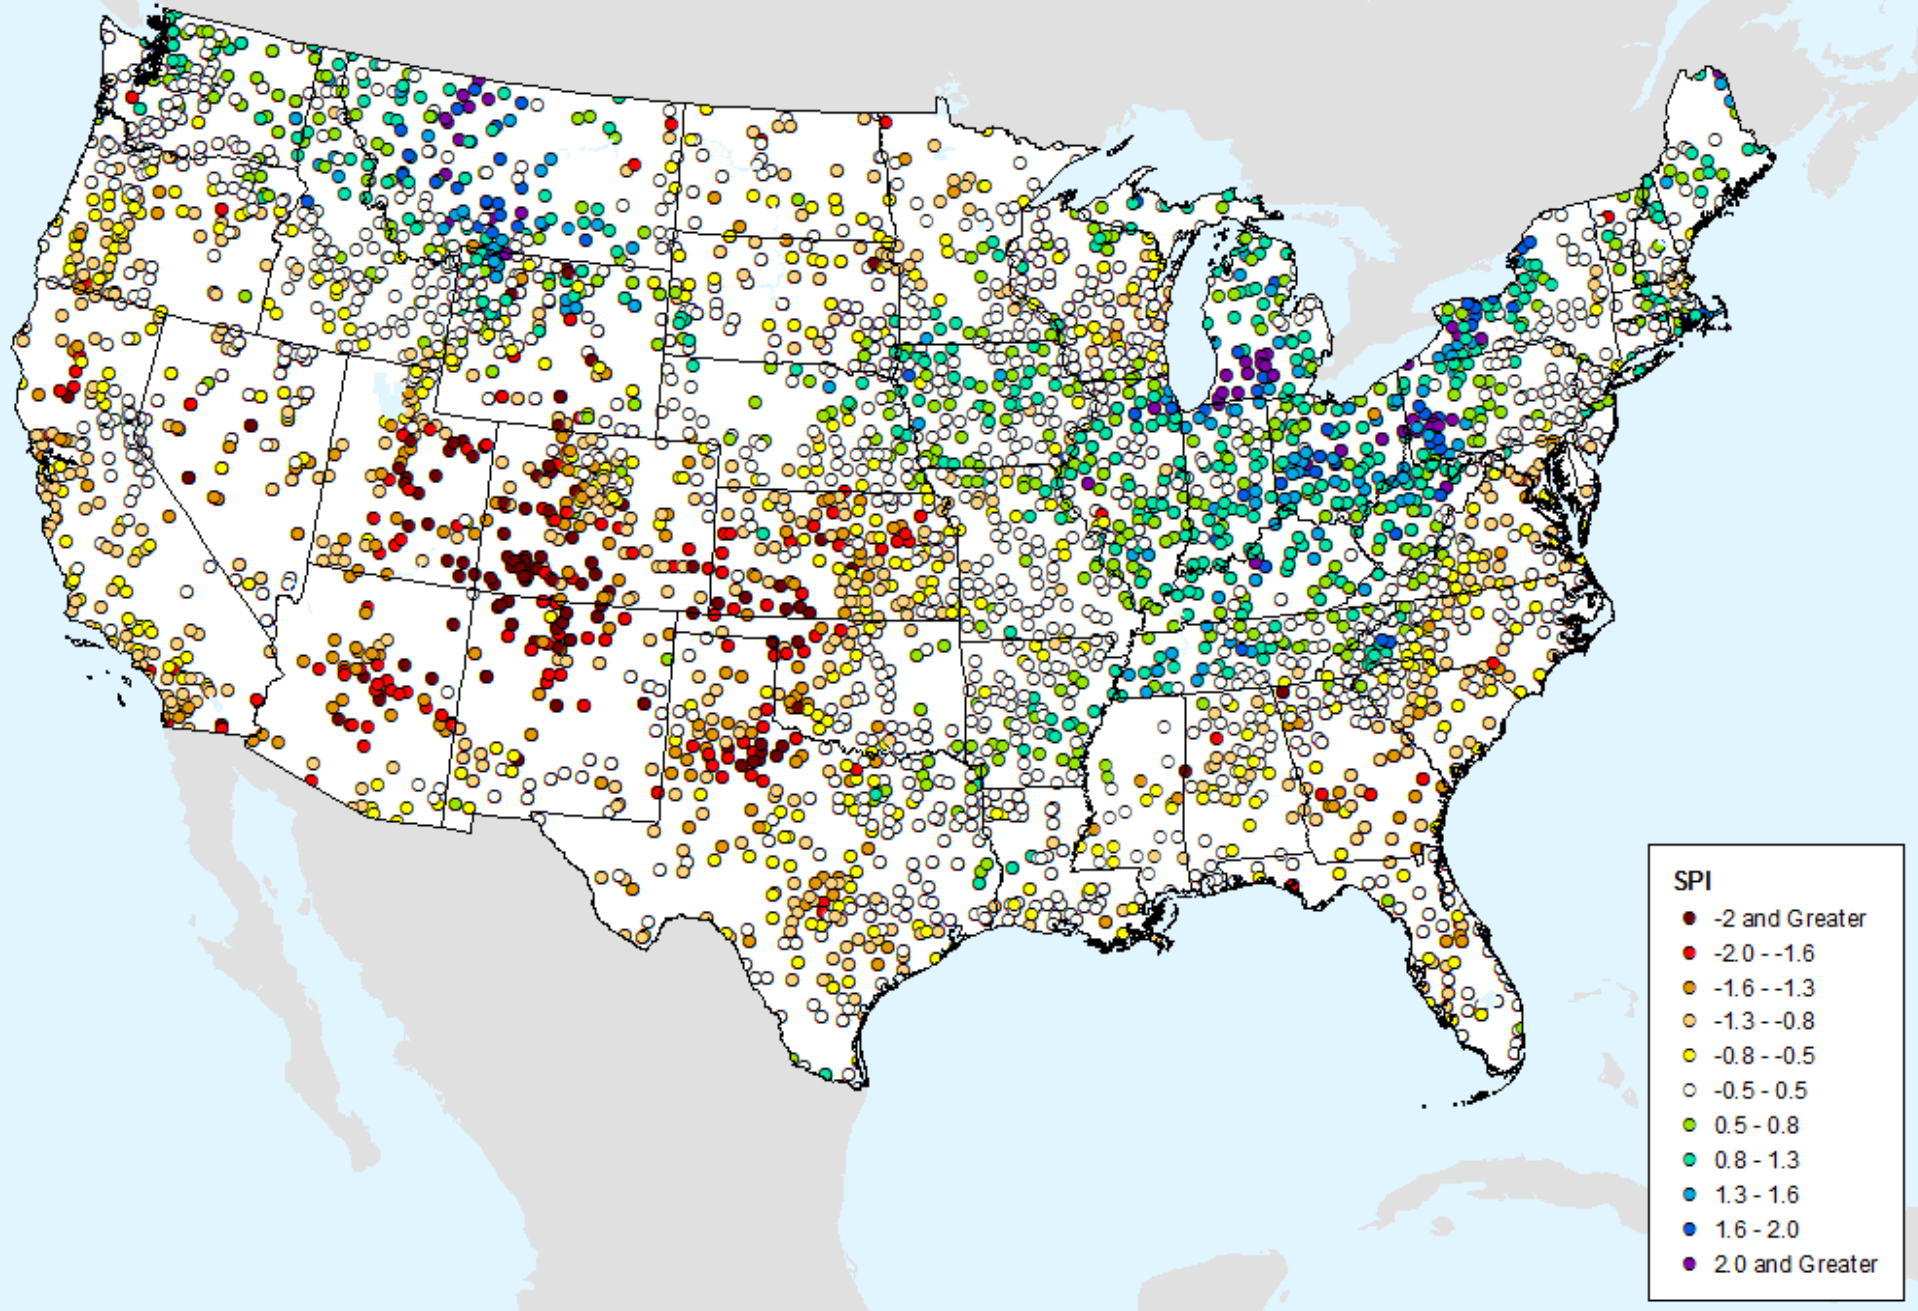 SPI
-2 and Greater
-2.0 - -1.6
-1.6 - -1.3
-1.3 - -0.8
-0.8 - -0.5
-0.5 - 0.5
0.5 - 0.8
0.8 - 1.3
1.3 - 1.6
1.6 - 2.0
2.0 and Greater